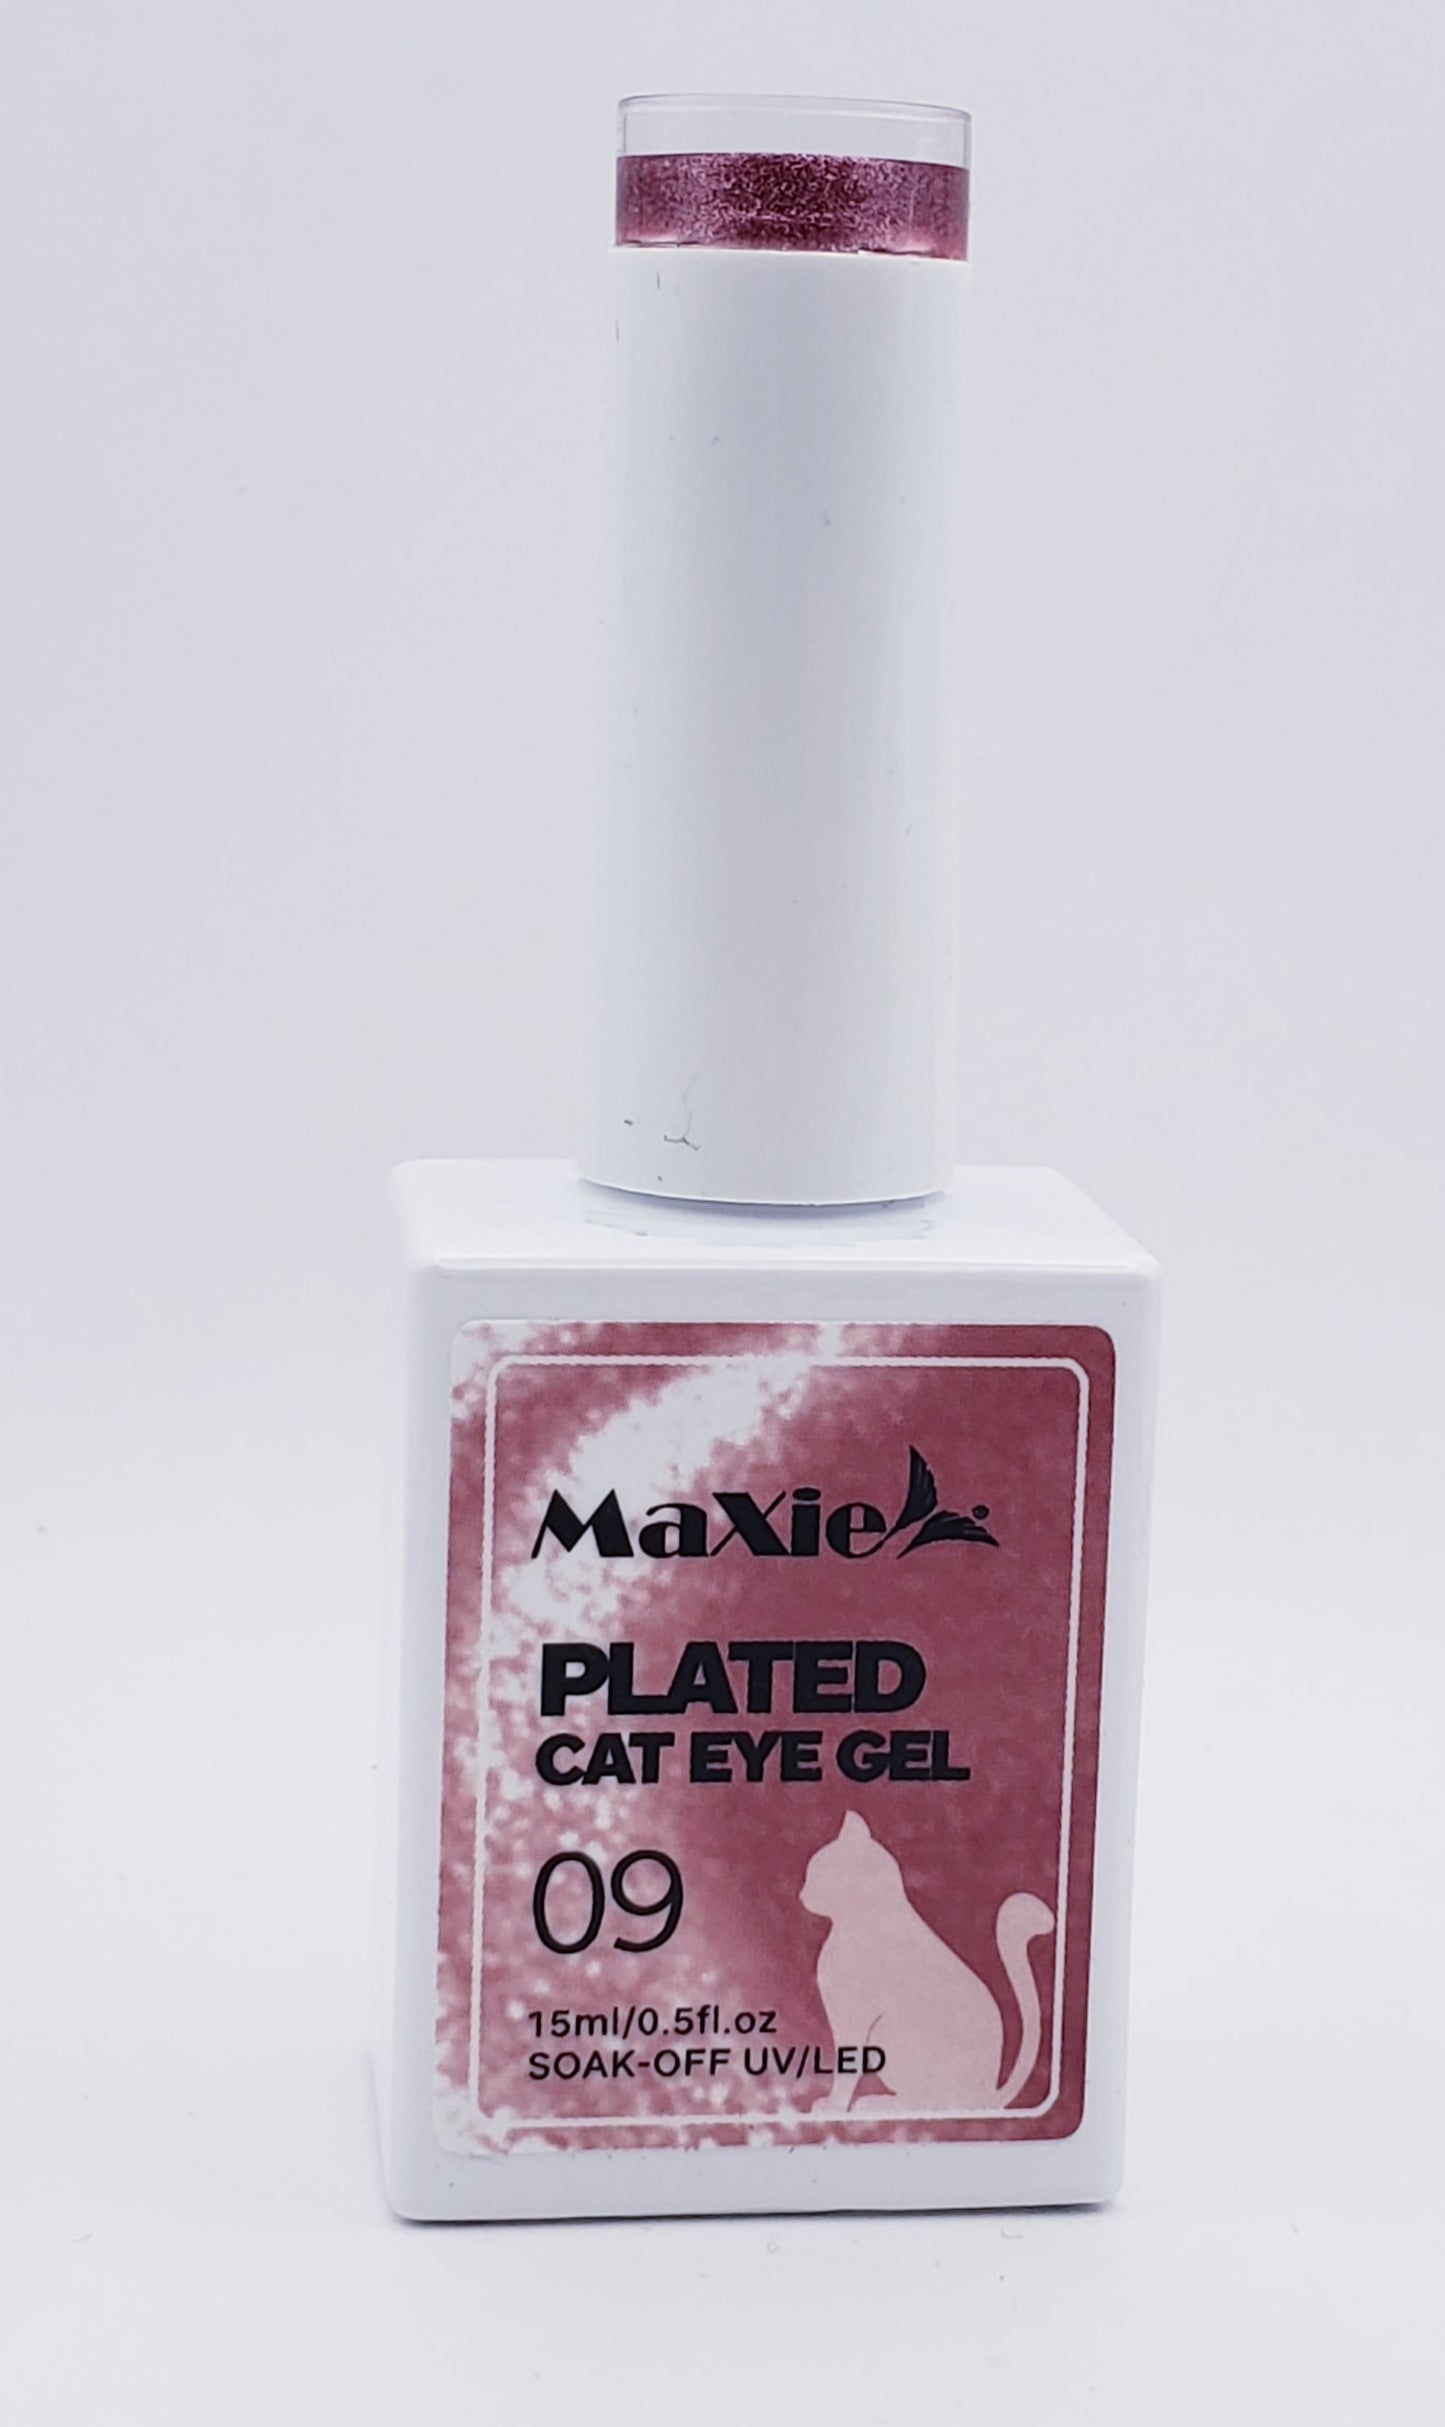 MaXie
PLATED
CAT EYE GEL
09
15ml/0.5fl.oz
SOAK-OFF UV/LED